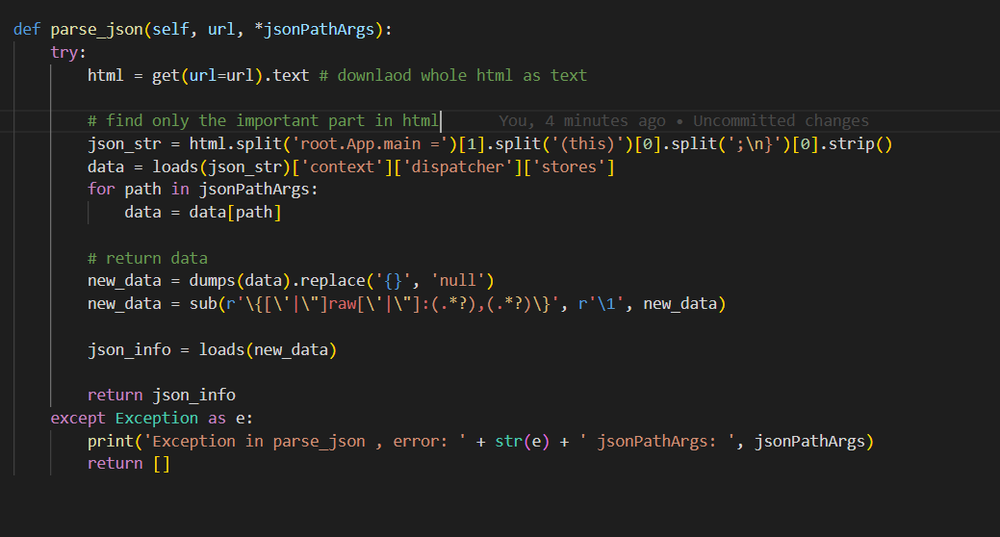 def parse_json(self, url, *jsonPathArgs):
try:
html = get(url=url).text # downlaod whole html as text
# find only the important part in html You, 4 minutes ago • Uncommitted changes
json_str = html.split('root.App.main =')[1].split('(this)')[0].split(';\n}')[0].strip()
data = loads(json_str)['context']['dispatcher']['stores']
for path in jsonPathArgs:
data = data[path]
# return data
new_data = dumps(data).replace('{}', 'null')
new_data = sub(r'\{[\'|\"]raw[\'|\"]:(.*?),(.*?)\}', r'\1', new_data)
json_info = loads(new_data)
return json_info
except Exception as e:
print('Exception in parse_json , error: ' + str(e) + ' jsonPathArgs: ', jsonPathArgs)
return []